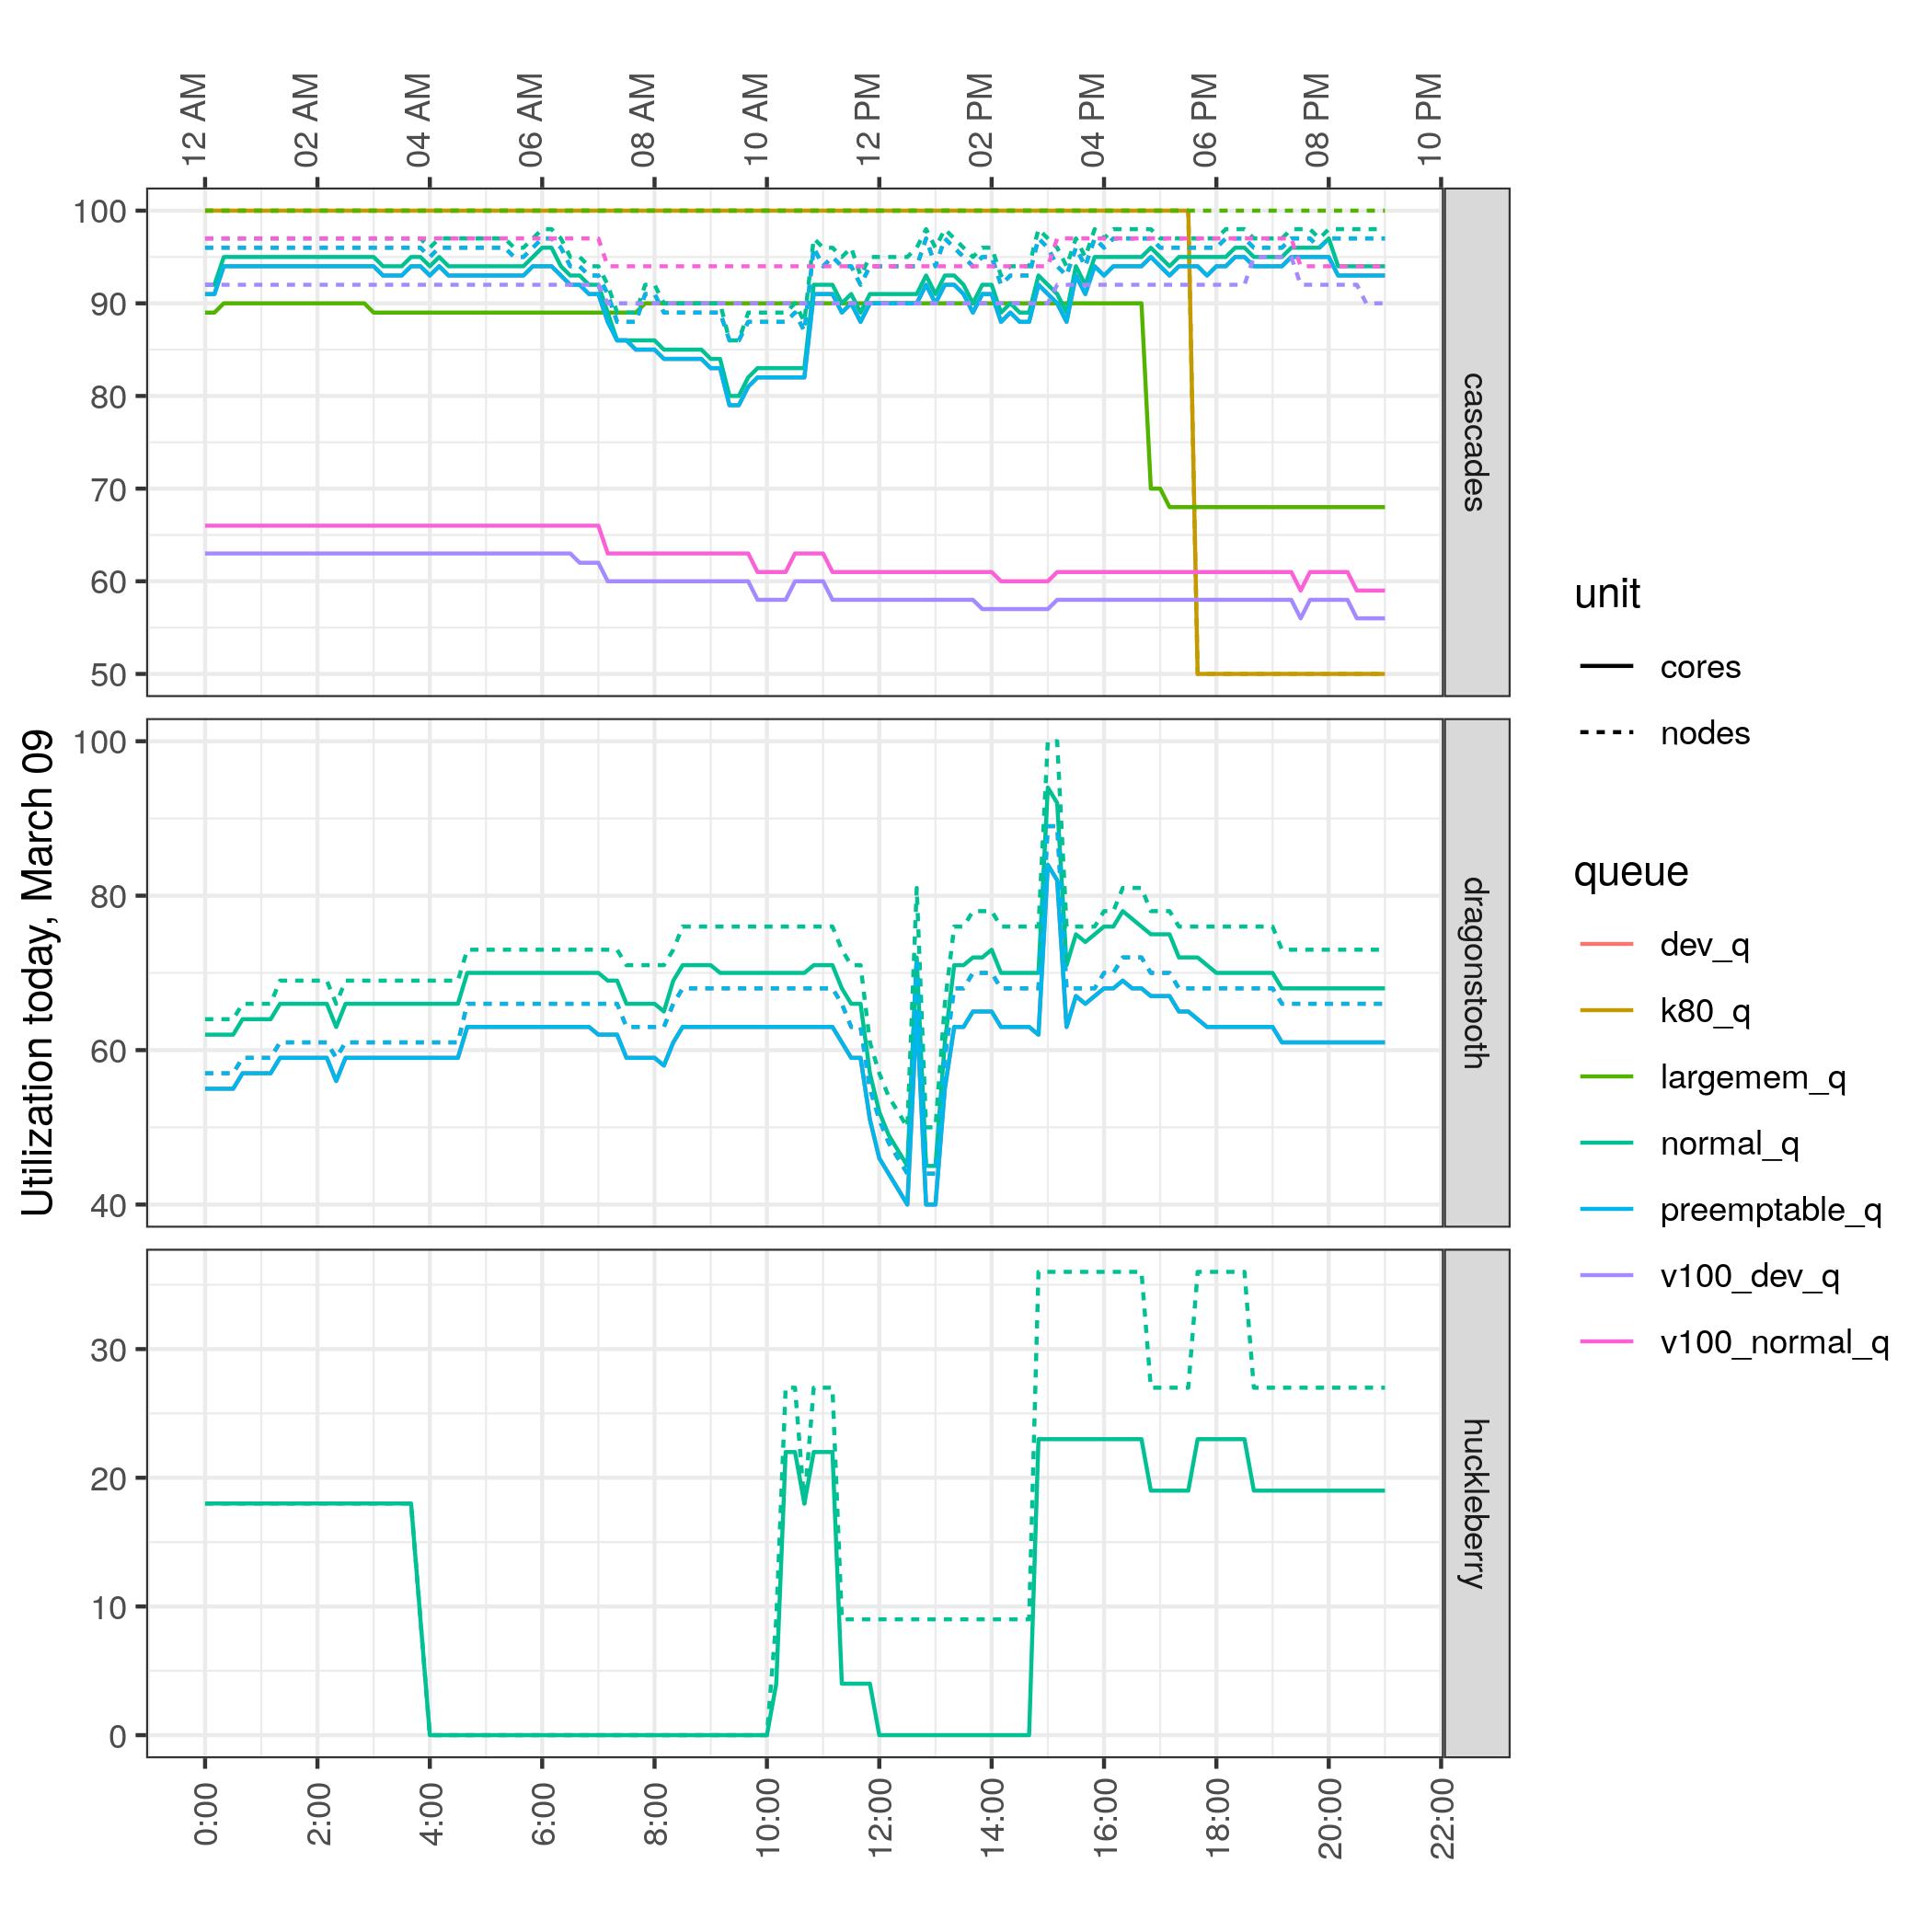 12 AM
02 AM
04 AM
06 AM
08 AM
10 AM
12 PM
02 PM
04 PM
06 PM
08 PM
10 PM
Utilization today, March 09
100
90
80
70
60
50
cascades
100
80
60
40
dragonstooth
30
20
10
0
huckleberry
0:00
2:00
4:00
6:00
8:00
10:00
12:00
14:00
16:00
18:00
20:00
22:00
unit
cores
nodes
queue
dev_q
k80_q
largemem_q
normal_q
preemptable_q
v100_dev_q
v100_normal_q